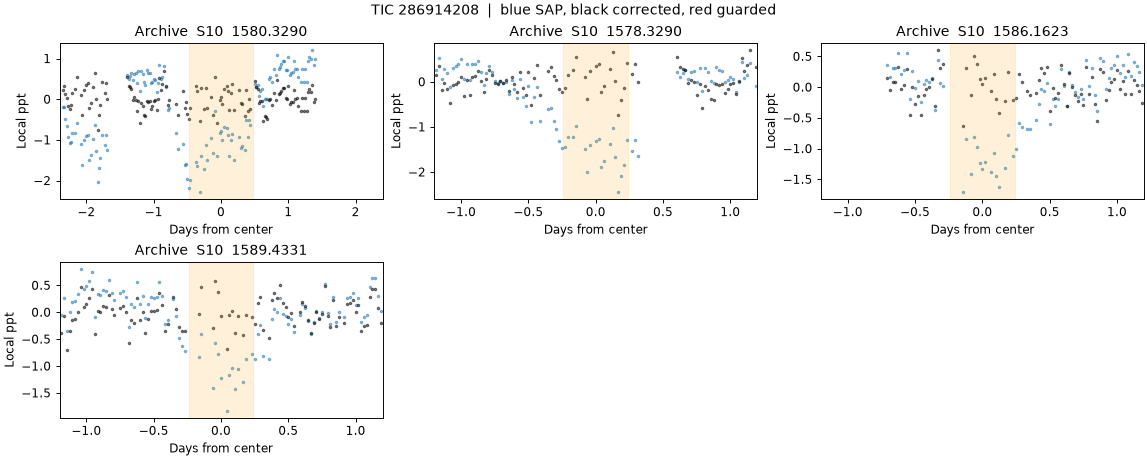 TIC 286914208 | blue SAP, black corrected, red guarded
Archive S10 1580.3290
1
0
−1
−2
Local ppt
−2 −1 0 1 2
Days from center
Archive S10 1578.3290
0
−1
−2
Local ppt
−1.0 −0.5 0.0 0.5 1.0
Days from center
Archive S10 1586.1623
0.5
0.0
−0.5
−1.0
−1.5
Local ppt
−1.0 −0.5 0.0 0.5 1.0
Days from center
Archive S10 1589.4331
0.5
0.0
−0.5
−1.0
−1.5
Local ppt
−1.0 −0.5 0.0 0.5 1.0
Days from center